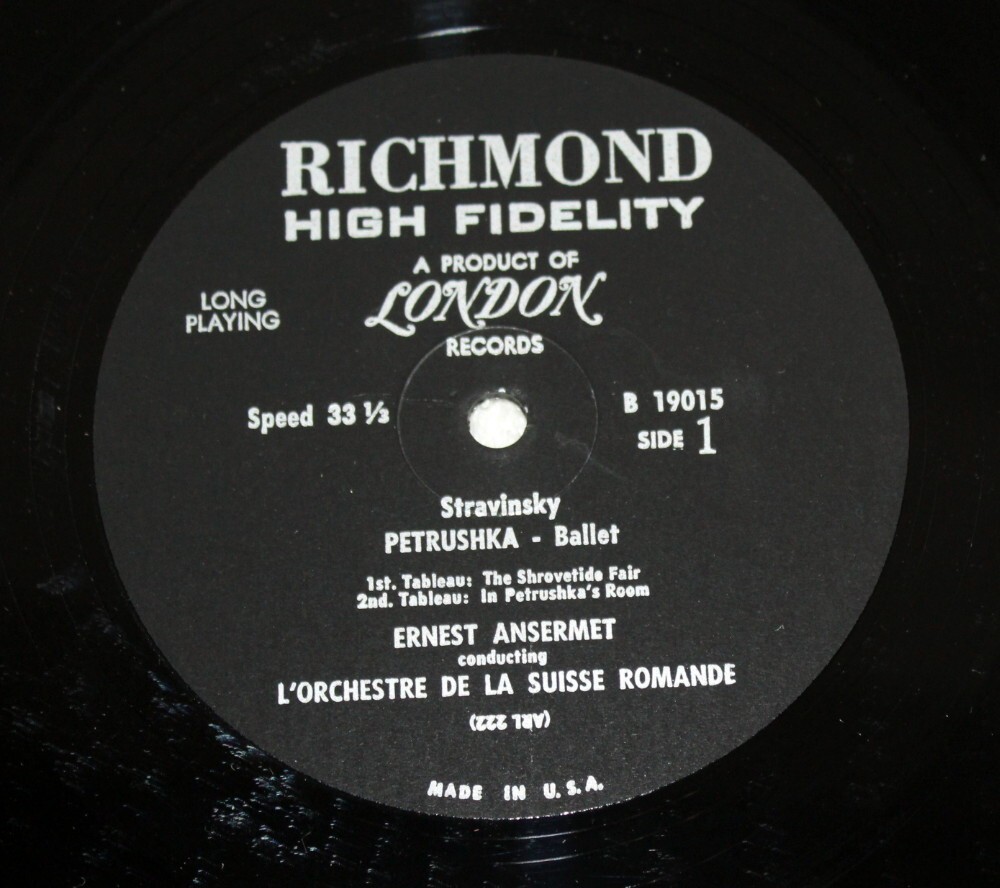 RICHMOND
HIGH FIDELITY
A PRODUCT OF
LONDON
RECORDS
LONG
PLAYING
Speed 33 ⅓
B 19015
SIDE 1
Stravinsky
PETRUSHKA - Ballet
1st. Tableau: The Shrovetide Fair
2nd. Tableau: In Petrushka's Room
ERNEST ANSERMET
conducting
L'ORCHESTRE DE LA SUISSE ROMANDE
(ARL 222)
MADE IN U.S.A.